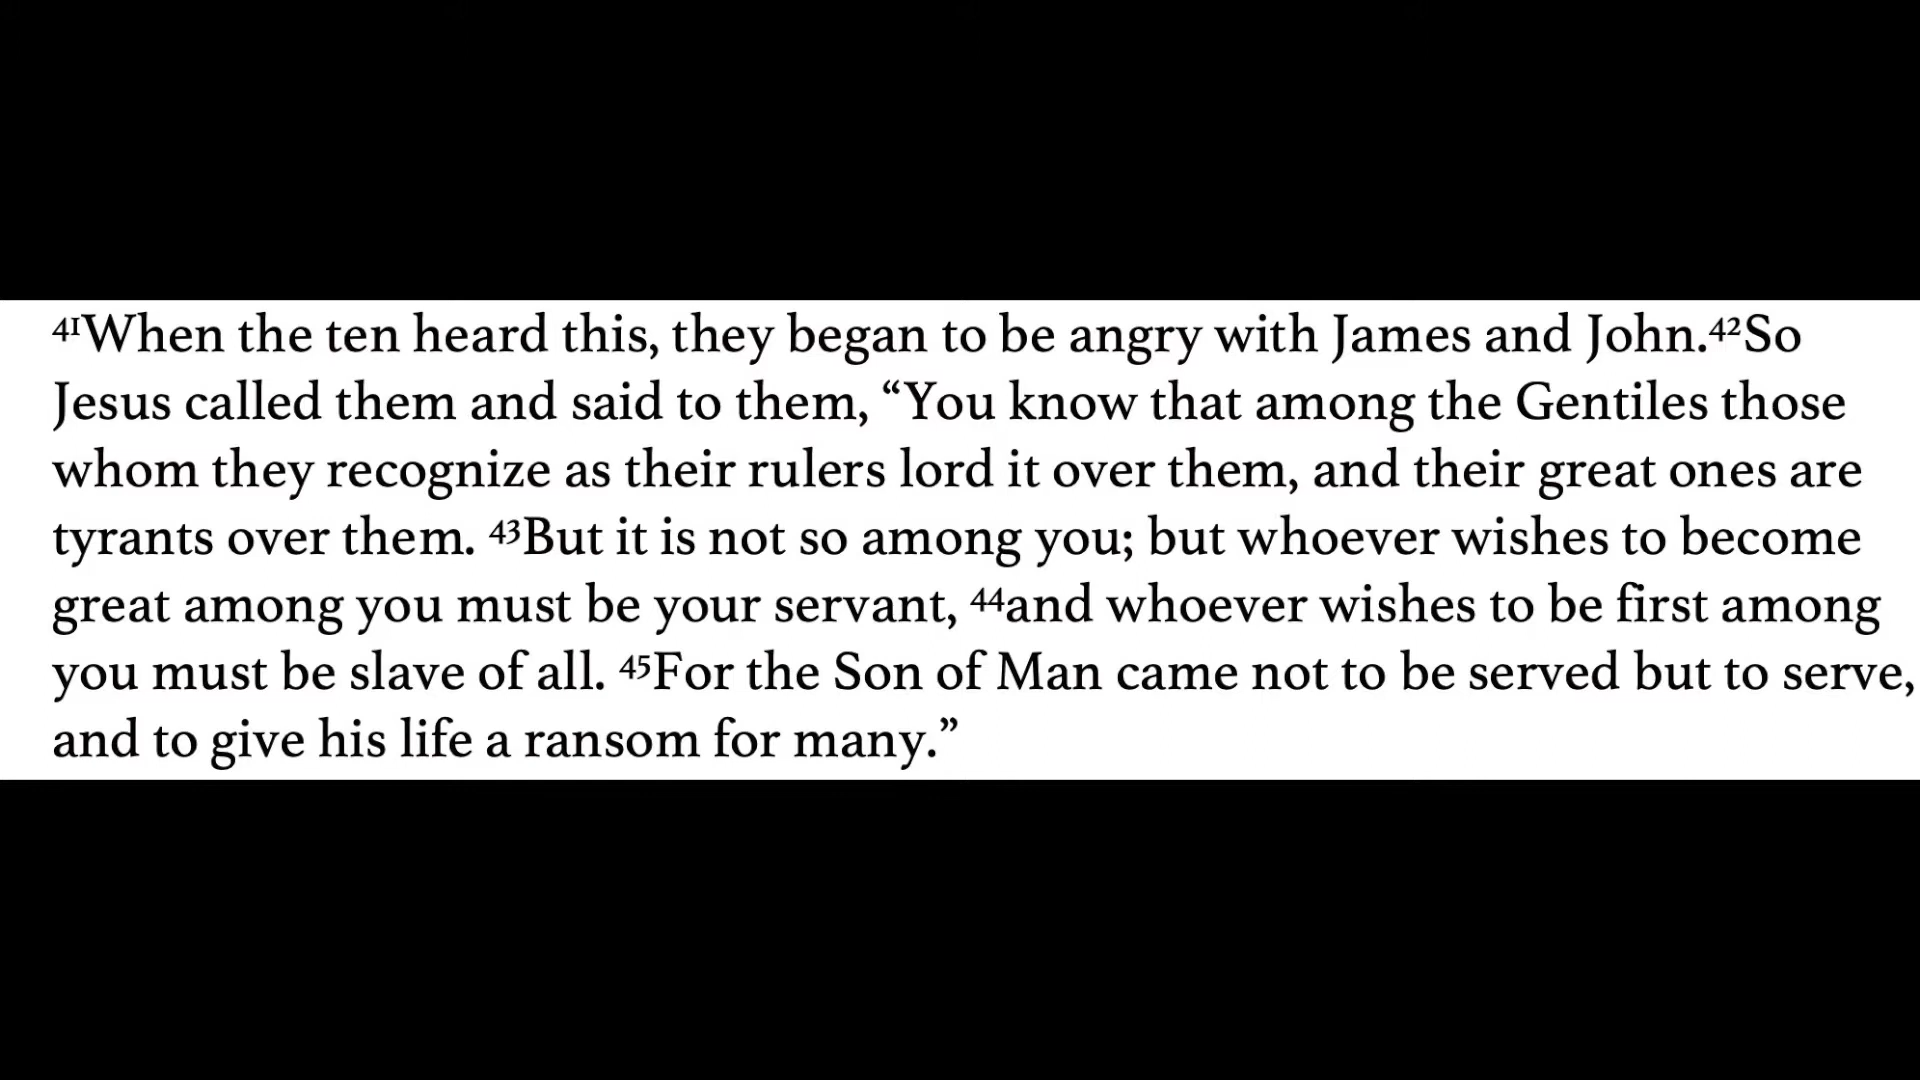 ⁴¹When the ten heard this, they began to be angry with James and John.⁴²So
Jesus called them and said to them, “You know that among the Gentiles those
whom they recognize as their rulers lord it over them, and their great ones are
tyrants over them. ⁴³But it is not so among you; but whoever wishes to become
great among you must be your servant, ⁴⁴and whoever wishes to be first among
you must be slave of all. ⁴⁵For the Son of Man came not to be served but to serve,
and to give his life a ransom for many.”